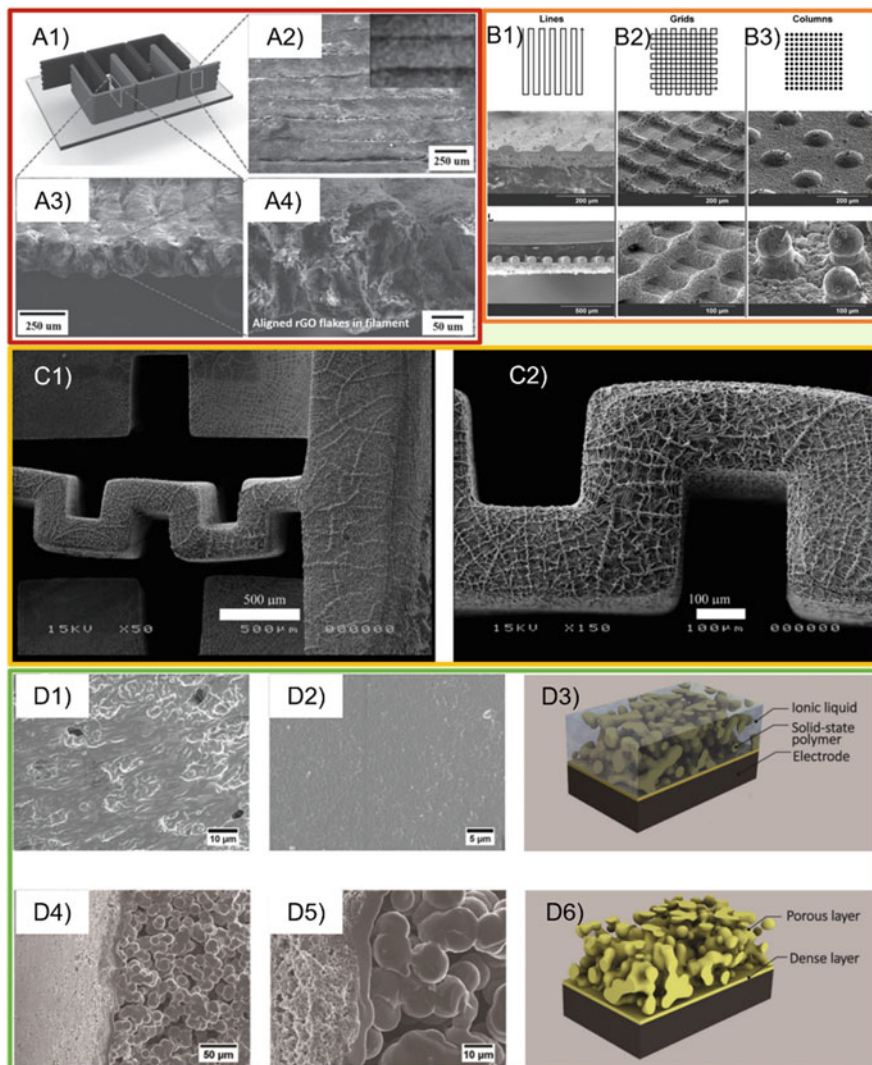 A1)
A2)
250 um
A3)
250 um
A4)
Aligned rGO flakes in filament
50 um
Lines
B1)
Grids
B2)
Columns
B3)
200 µm
200 µm
200 µm
500 µm
100 µm
100 µm
C1)
500 µm
15KV X50 500µm 000000
C2)
100 µm
15KV X150 100µm 000000
D1)
10 µm
D2)
5 µm
D3)
Ionic liquid
Solid-state
polymer
Electrode
D4)
50 µm
D5)
10 µm
D6)
Porous layer
Dense layer